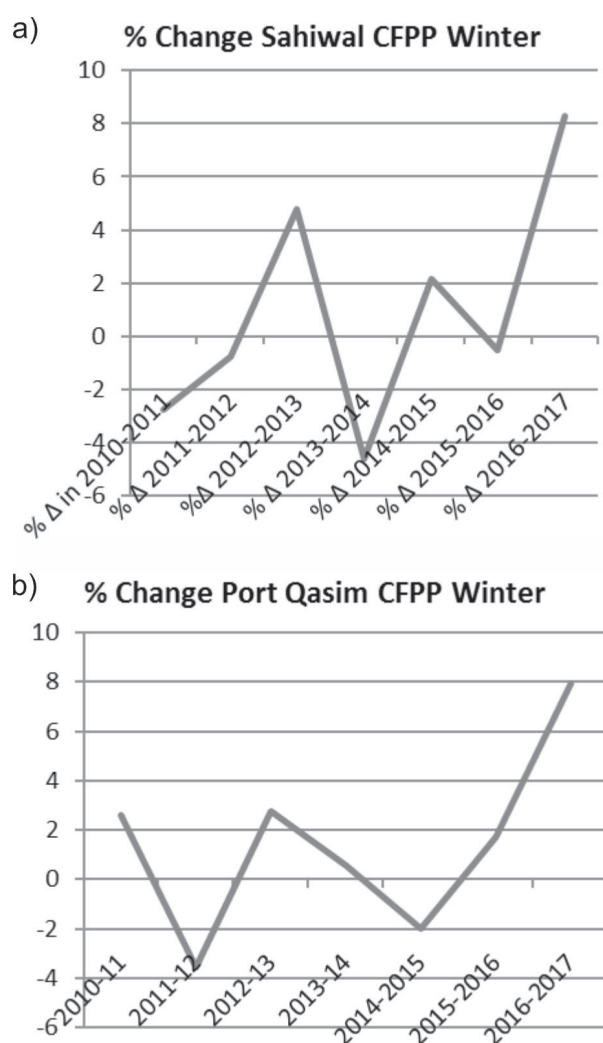 a)
% Change Sahiwal CFPP Winter
10
8
6
4
2
0
-2
-4
-6
% Δ in 2010-2011
% Δ 2011-2012
%Δ 2012-2013
% Δ 2013-2014
% Δ 2014-2015
% Δ 2015-2016
% Δ 2016-2017
b)
% Change Port Qasim CFPP Winter
10
8
6
4
2
0
-2
-4
-6
2010-11
2011-12
2012-13
2013-14
2014-2015
2015-2016
2016-2017